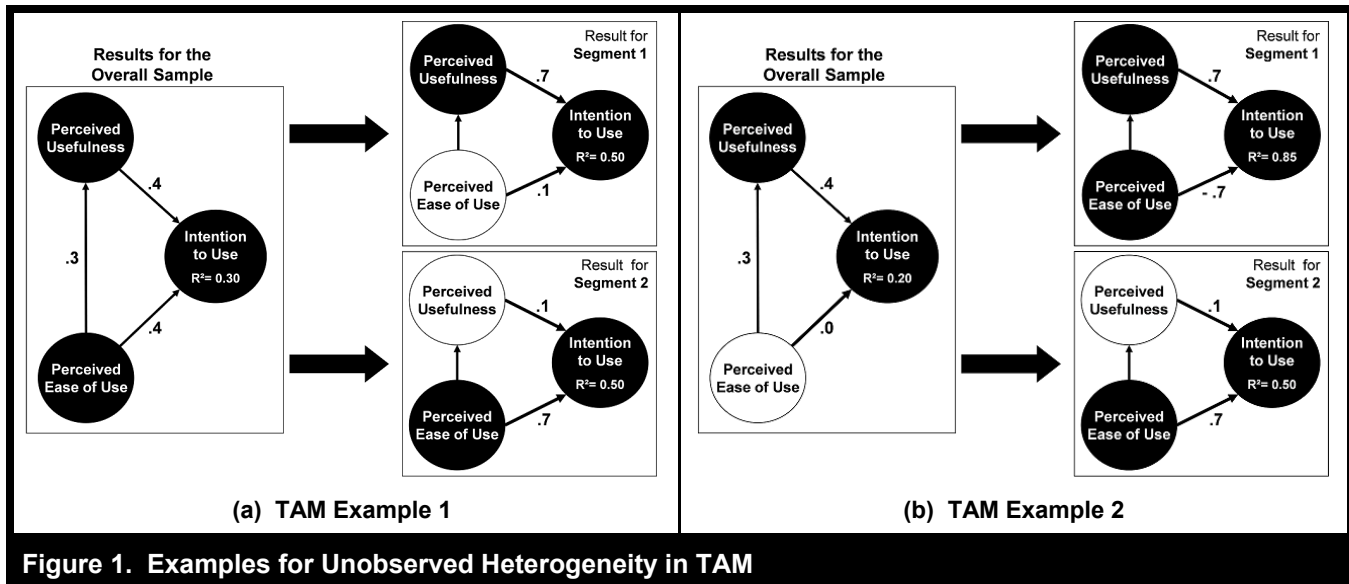 Results for the
Overall Sample
Perceived
Usefulness
.4
.3
Intention
to Use
R²= 0.30
.4
Perceived
Ease of Use
Result for
Segment 1
Perceived
Usefulness
.7
Intention
to Use
R²= 0.50
Perceived
Ease of Use
.1
Result for
Segment 2
Perceived
Usefulness
.1
Intention
to Use
R²= 0.50
Perceived
Ease of Use
.7
(a) TAM Example 1
Results for the
Overall Sample
Perceived
Usefulness
.4
.3
Intention
to Use
R²= 0.20
.0
Perceived
Ease of Use
Result for
Segment 1
Perceived
Usefulness
.7
Intention
to Use
R²= 0.85
Perceived
Ease of Use
- .7
Result for
Segment 2
Perceived
Usefulness
.1
Intention
to Use
R²= 0.50
Perceived
Ease of Use
.7
(b) TAM Example 2
Figure 1. Examples for Unobserved Heterogeneity in TAM